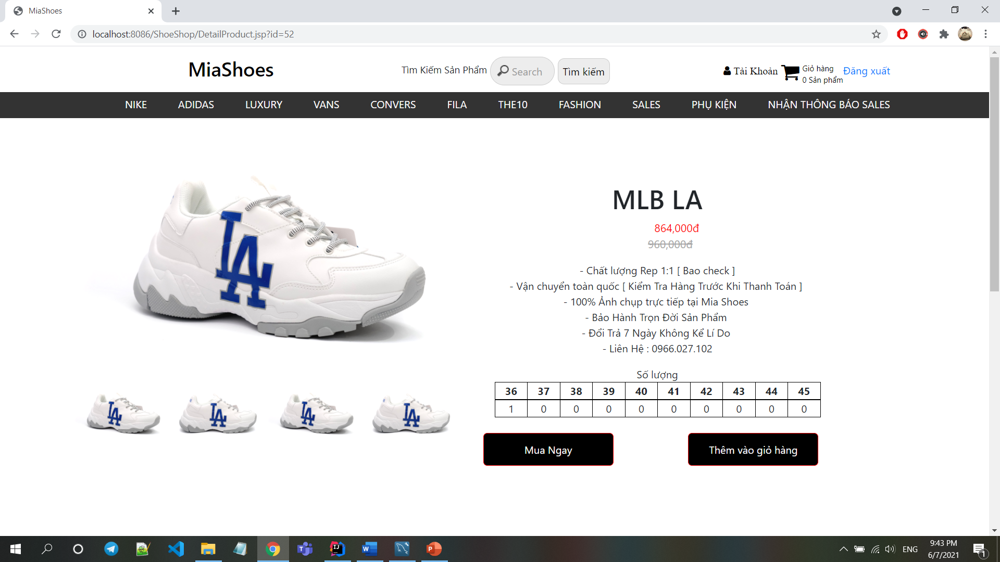 MiaShoes
localhost:8086/ShoeShop/DetailProduct.jsp?id=52
MiaShoes
Tìm Kiếm Sản Phẩm
Search
Tìm kiếm
Tài Khoản
Giỏ hàng
0 Sản phẩm
Đăng xuất
NIKE ADIDAS LUXURY VANS CONVERS FILA THE10 FASHION SALES PHỤ KIỆN NHẬN THÔNG BÁO SALES
LA
MLB LA
864,000đ
960,000đ
- Chất lượng Rep 1:1 [ Bao check ]
- Vận chuyển toàn quốc [ Kiểm Tra Hàng Trước Khi Thanh Toán ]
- 100% Ảnh chụp trực tiếp tại Mia Shoes
- Bảo Hành Trọn Đời Sản Phẩm
- Đổi Trả 7 Ngày Không Kể Lí Do
- Liên Hệ : 0966.027.102
Số lượng
36 37 38 39 40 41 42 43 44 45
1 0 0 0 0 0 0 0 0 0
LA LA LA LA
Mua Ngay
Thêm vào giỏ hàng
ENG
9:43 PM
6/7/2021
1